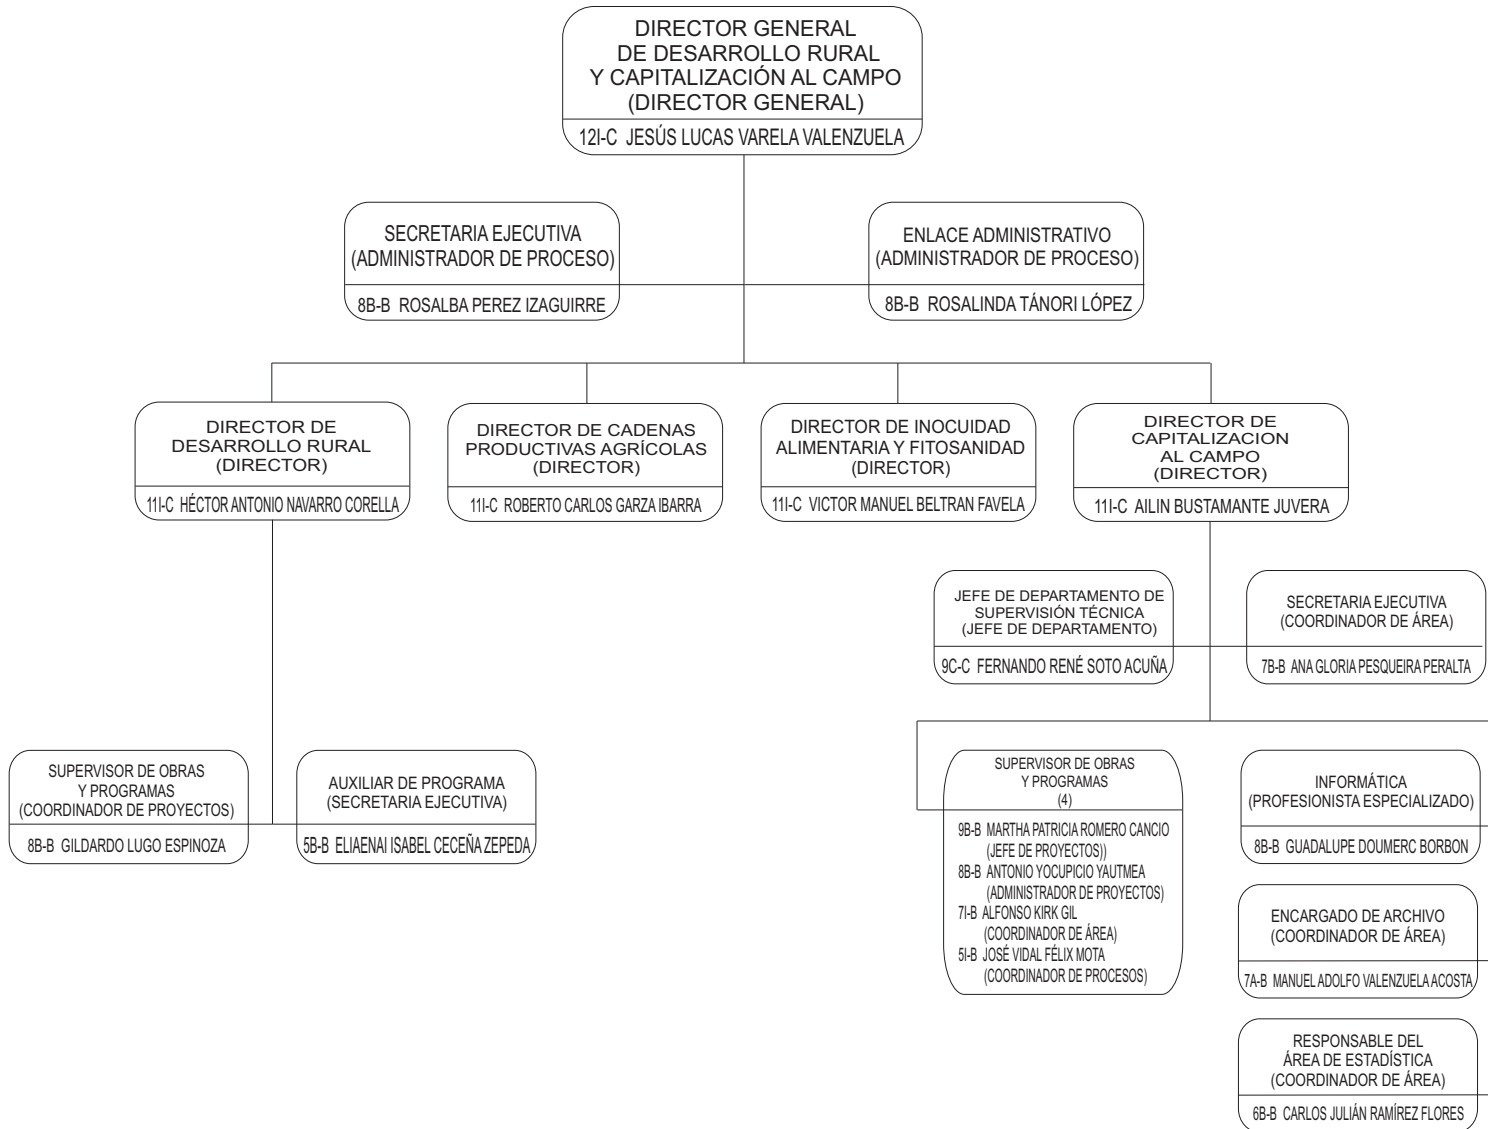 DIRECTOR GENERAL
DE DESARROLLO RURAL
Y CAPITALIZACIÓN AL CAMPO
(DIRECTOR GENERAL)
12I-C JESÚS LUCAS VARELA VALENZUELA
SECRETARIA EJECUTIVA
(ADMINISTRADOR DE PROCESO)
8B-B ROSALBA PEREZ IZAGUIRRE
ENLACE ADMINISTRATIVO
(ADMINISTRADOR DE PROCESO)
8B-B ROSALINDA TÁNORI LÓPEZ
DIRECTOR DE
DESARROLLO RURAL
(DIRECTOR)
11I-C HÉCTOR ANTONIO NAVARRO CORELLA
DIRECTOR DE CADENAS
PRODUCTIVAS AGRÍCOLAS
(DIRECTOR)
11I-C ROBERTO CARLOS GARZA IBARRA
DIRECTOR DE INOCUIDAD
ALIMENTARIA Y FITOSANIDAD
(DIRECTOR)
11I-C VICTOR MANUEL BELTRAN FAVELA
DIRECTOR DE
CAPITALIZACION
AL CAMPO
(DIRECTOR)
11I-C AILIN BUSTAMANTE JUVERA
JEFE DE DEPARTAMENTO DE
SUPERVISIÓN TÉCNICA
(JEFE DE DEPARTAMENTO)
9C-C FERNANDO RENÉ SOTO ACUÑA
SECRETARIA EJECUTIVA
(COORDINADOR DE ÁREA)
7B-B ANA GLORIA PESQUEIRA PERALTA
SUPERVISOR DE OBRAS
Y PROGRAMAS
(COORDINADOR DE PROYECTOS)
8B-B GILDARDO LUGO ESPINOZA
AUXILIAR DE PROGRAMA
(SECRETARIA EJECUTIVA)
5B-B ELIAENAI ISABEL CECEÑA ZEPEDA
SUPERVISOR DE OBRAS
Y PROGRAMAS
(4)
9B-B MARTHA PATRICIA ROMERO CANCIO
(JEFE DE PROYECTOS))
8B-B ANTONIO YOCUPICIO YAUTMEA
(ADMINISTRADOR DE PROYECTOS)
7I-B ALFONSO KIRK GIL
(COORDINADOR DE ÁREA)
5I-B JOSÉ VIDAL FÉLIX MOTA
(COORDINADOR DE PROCESOS)
INFORMÁTICA
(PROFESIONISTA ESPECIALIZADO)
8B-B GUADALUPE DOUMERC BORBON
ENCARGADO DE ARCHIVO
(COORDINADOR DE ÁREA)
7A-B MANUEL ADOLFO VALENZUELA ACOSTA
RESPONSABLE DEL
ÁREA DE ESTADÍSTICA
(COORDINADOR DE ÁREA)
6B-B CARLOS JULIÁN RAMÍREZ FLORES